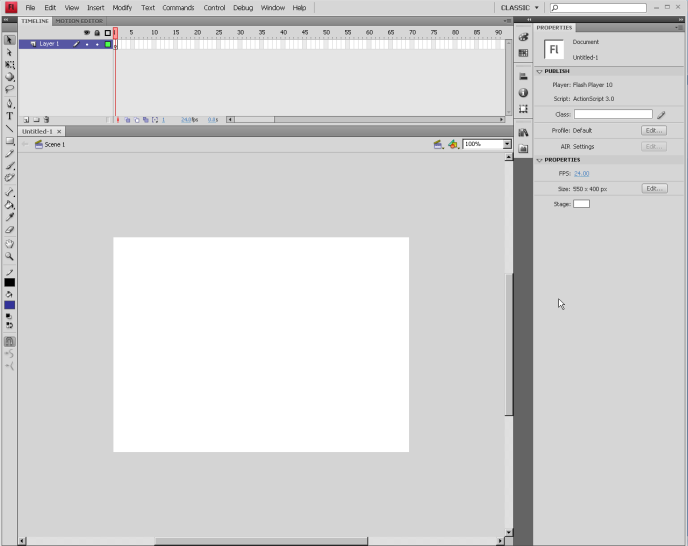 Fl File Edit View Insert Modify Text Commands Control Debug Window Help CLASSIC
TIMELINE MOTION EDITOR
1 5 10 15 20 25 30 35 40 45 50 55 60 65 70 75 80 85 90
Layer 1
1 24.0fps 0.0s
Untitled-1
Scene 1 100%
PROPERTIES
Fl Document
Untitled-1
PUBLISH
Player: Flash Player 10
Script: ActionScript 3.0
Class:
Profile: Default Edit...
AIR Settings Edit...
PROPERTIES
FPS: 24.00
Size: 550 x 400 px Edit...
Stage:
T